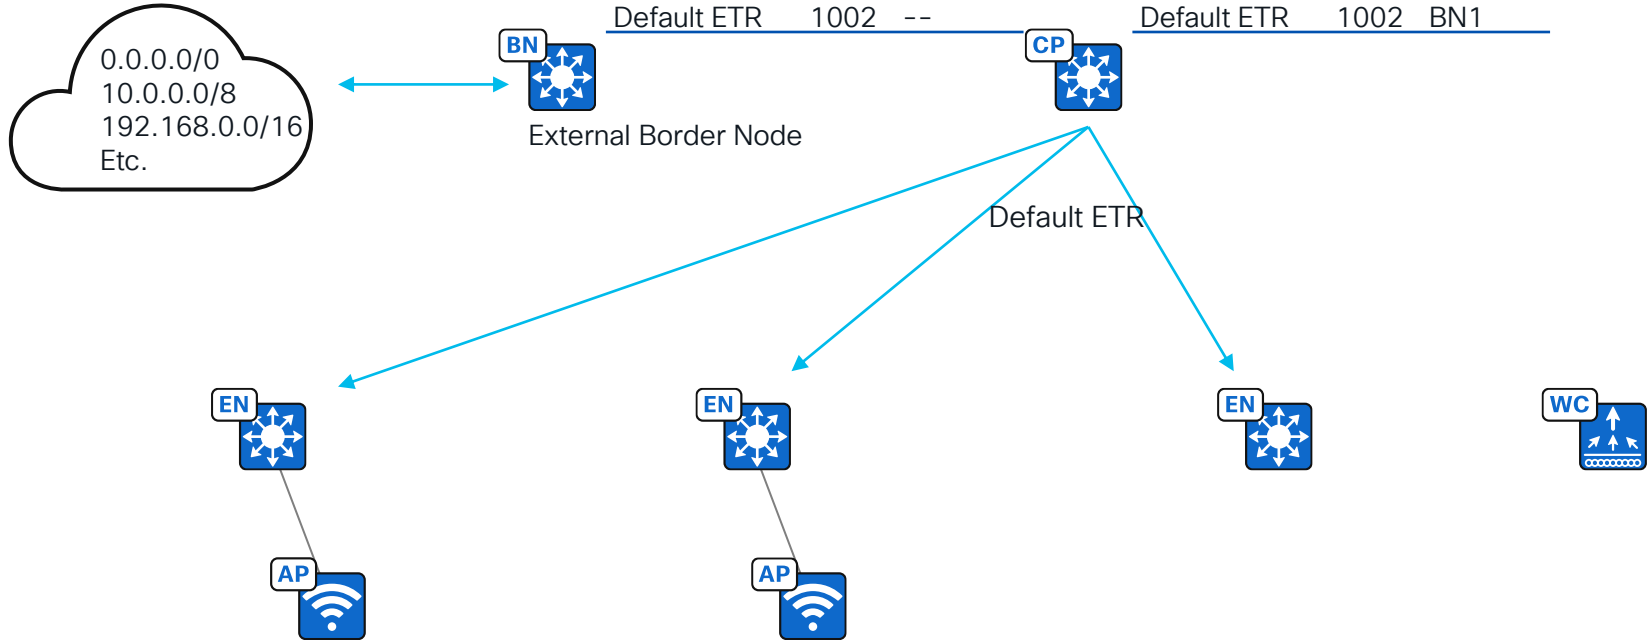 Default ETR 1002 --
Default ETR 1002 BN1
BN
CP
0.0.0.0/0
10.0.0.0/8
192.168.0.0/16
Etc.
External Border Node
Default ETR
EN
EN
EN
WC
AP
AP